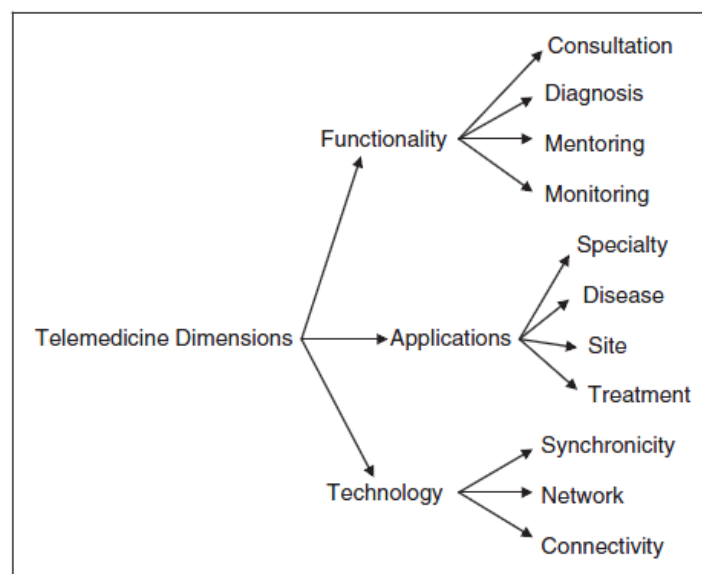 Consultation
Diagnosis
Functionality
Mentoring
Monitoring
Specialty
Disease
Telemedicine Dimensions
Applications
Site
Treatment
Synchronicity
Technology
Network
Connectivity